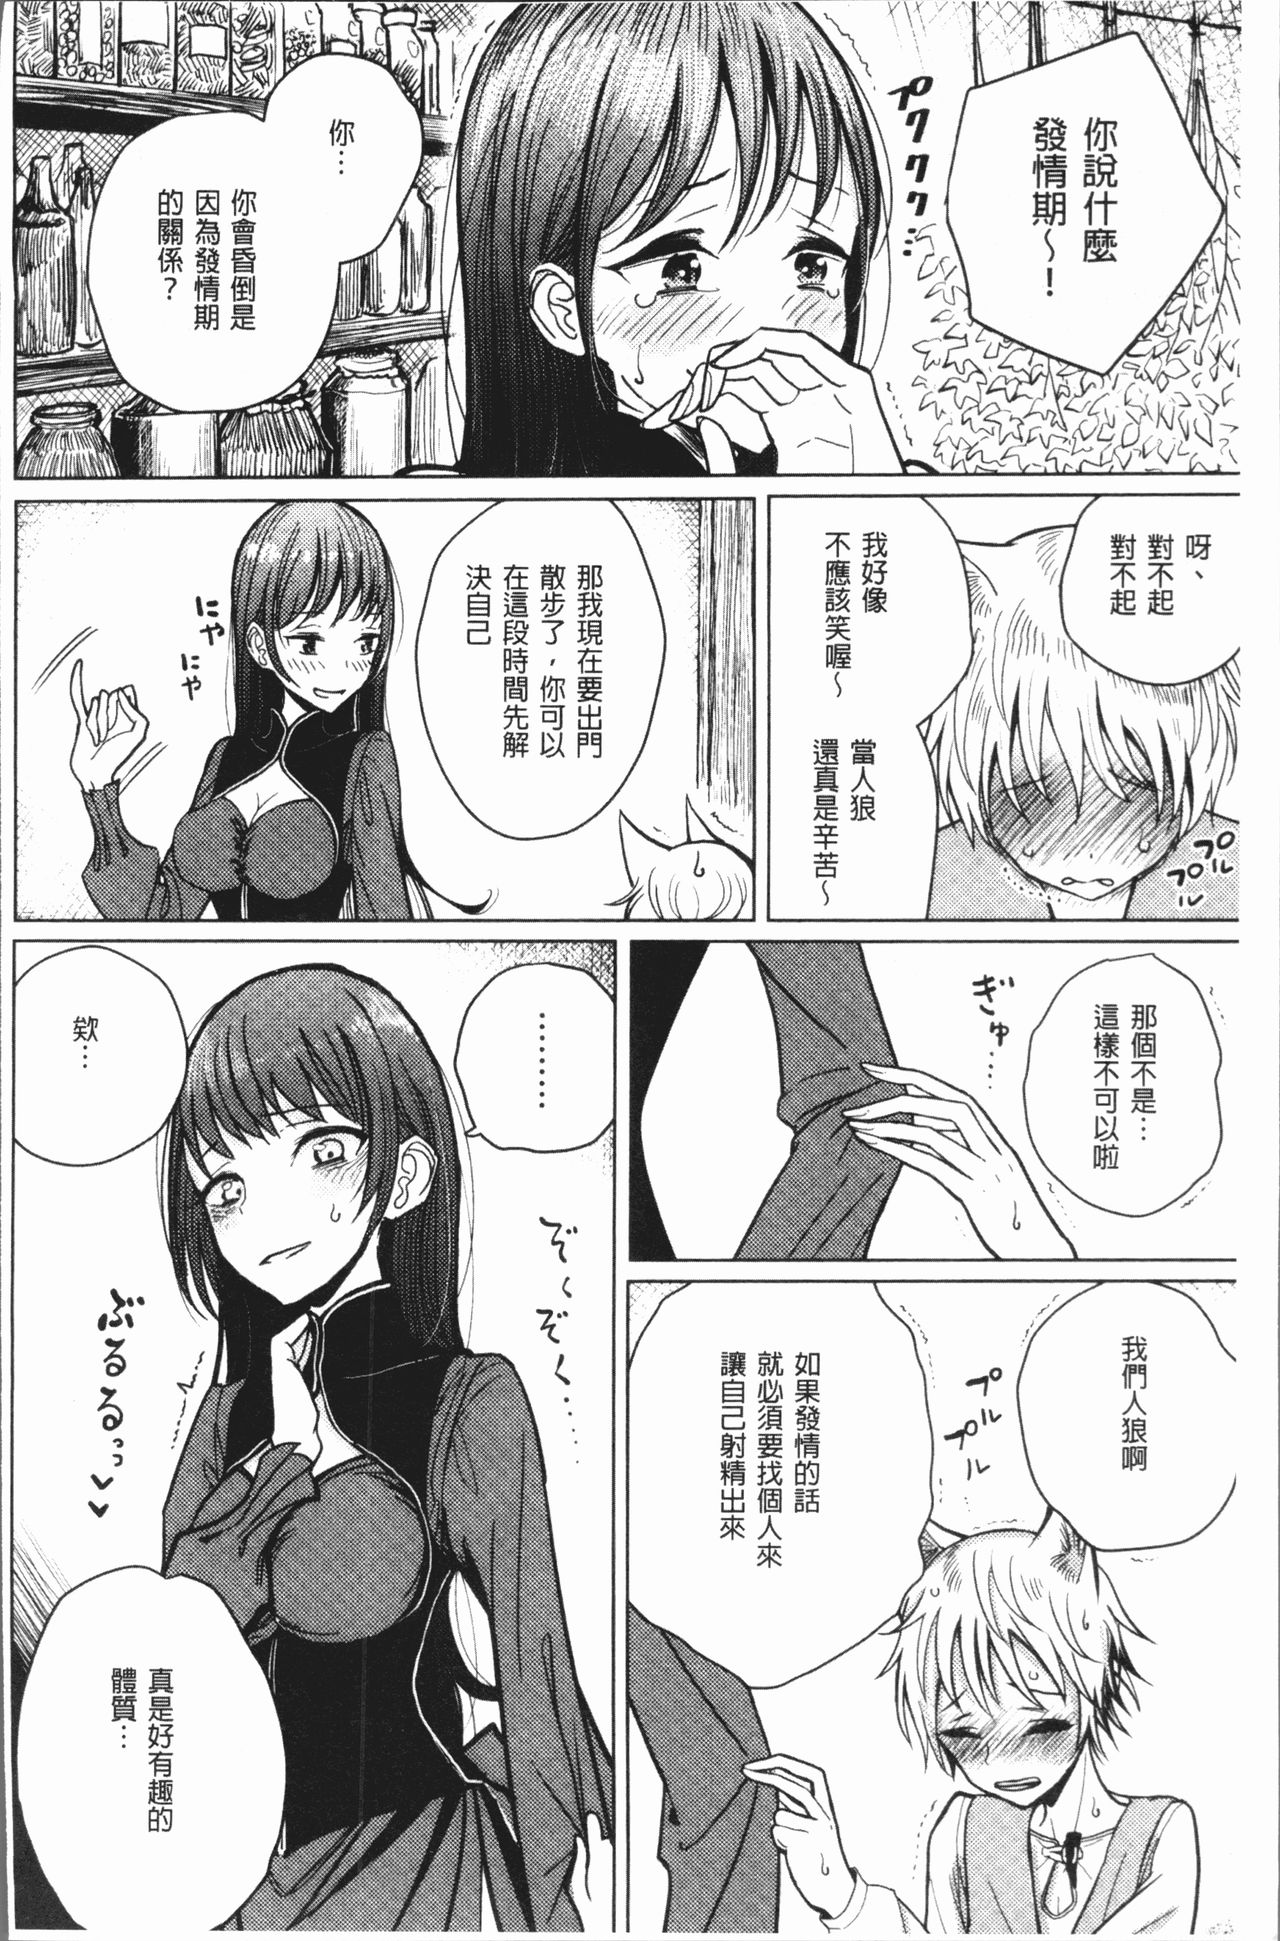 你說什麼
發情期～！
プククク…
你…
你會昏倒是
因為發情期
的關係？
呀、
對不起
對不起
我好像
不應該笑喔～
當人狼
還真是辛苦～
プルプル
那我現在要出門
散步了，你可以
在這段時間先解
決自己
にゃ
にゃ
那個不是…
這樣不可以啦
ぎゅ…
我們人狼啊
如果發情的話
就必須要找個人來
讓自己射精出來
プルプル
………
欸…
ぞ〜ぞく…
ぶるるっ♥♥
真是好有趣的
體質…